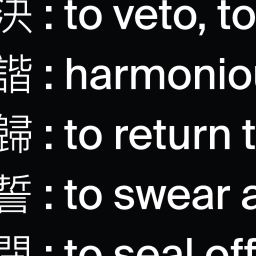 決 : to veto, to
諧 : harmoniou
歸 : to return t
誓 : to swear a
閉 : to seal off